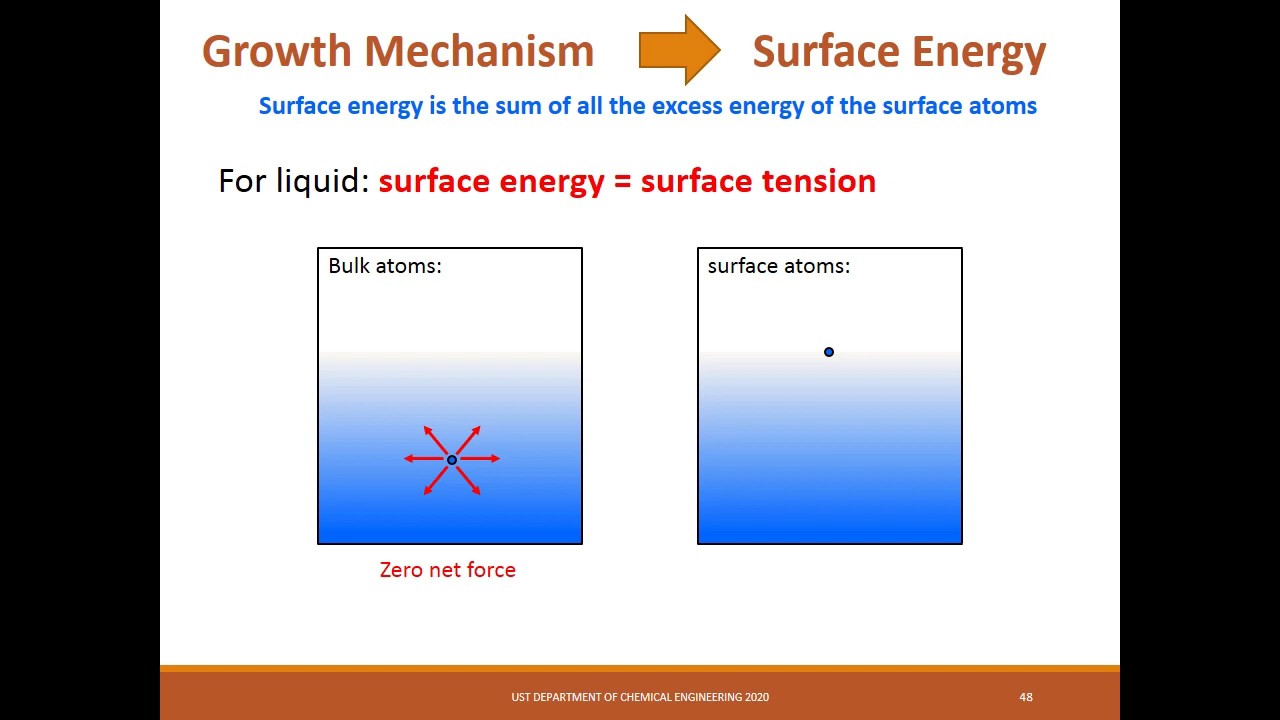 Growth Mechanism Surface Energy
Surface energy is the sum of all the excess energy of the surface atoms
For liquid: surface energy = surface tension
Bulk atoms:
surface atoms:
Zero net force
UST DEPARTMENT OF CHEMICAL ENGINEERING 2020
48